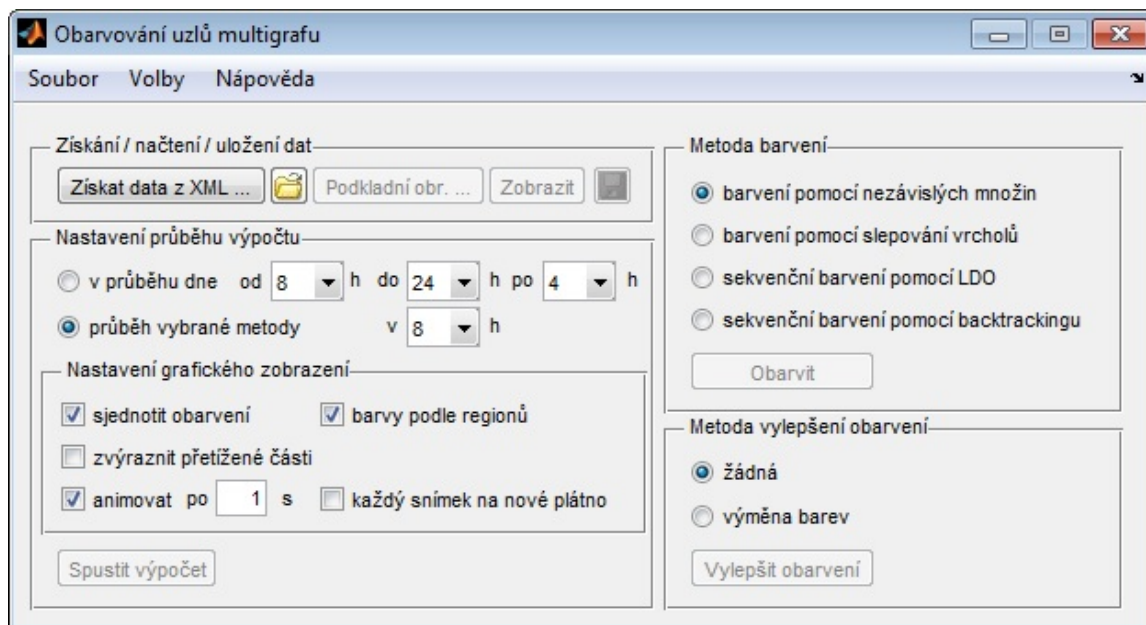 Obarvování uzlů multigrafu
Soubor Volby Nápověda
Získání / načtení / uložení dat
Získat data z XML ... Podkladní obr. ... Zobrazit
Nastavení průběhu výpočtu
v průběhu dne od 8 h do 24 h po 4 h
průběh vybrané metody v 8 h
Nastavení grafického zobrazení
sjednotit obarvení barvy podle regionů
zvýraznit přetížené části
animovat po 1 s každý snímek na nové plátno
Spustit výpočet
Metoda barvení
barvení pomocí nezávislých množin
barvení pomocí slepování vrcholů
sekvenční barvení pomocí LDO
sekvenční barvení pomocí backtrackingu
Obarvit
Metoda vylepšení obarvení
žádná
výměna barev
Vylepšit obarvení